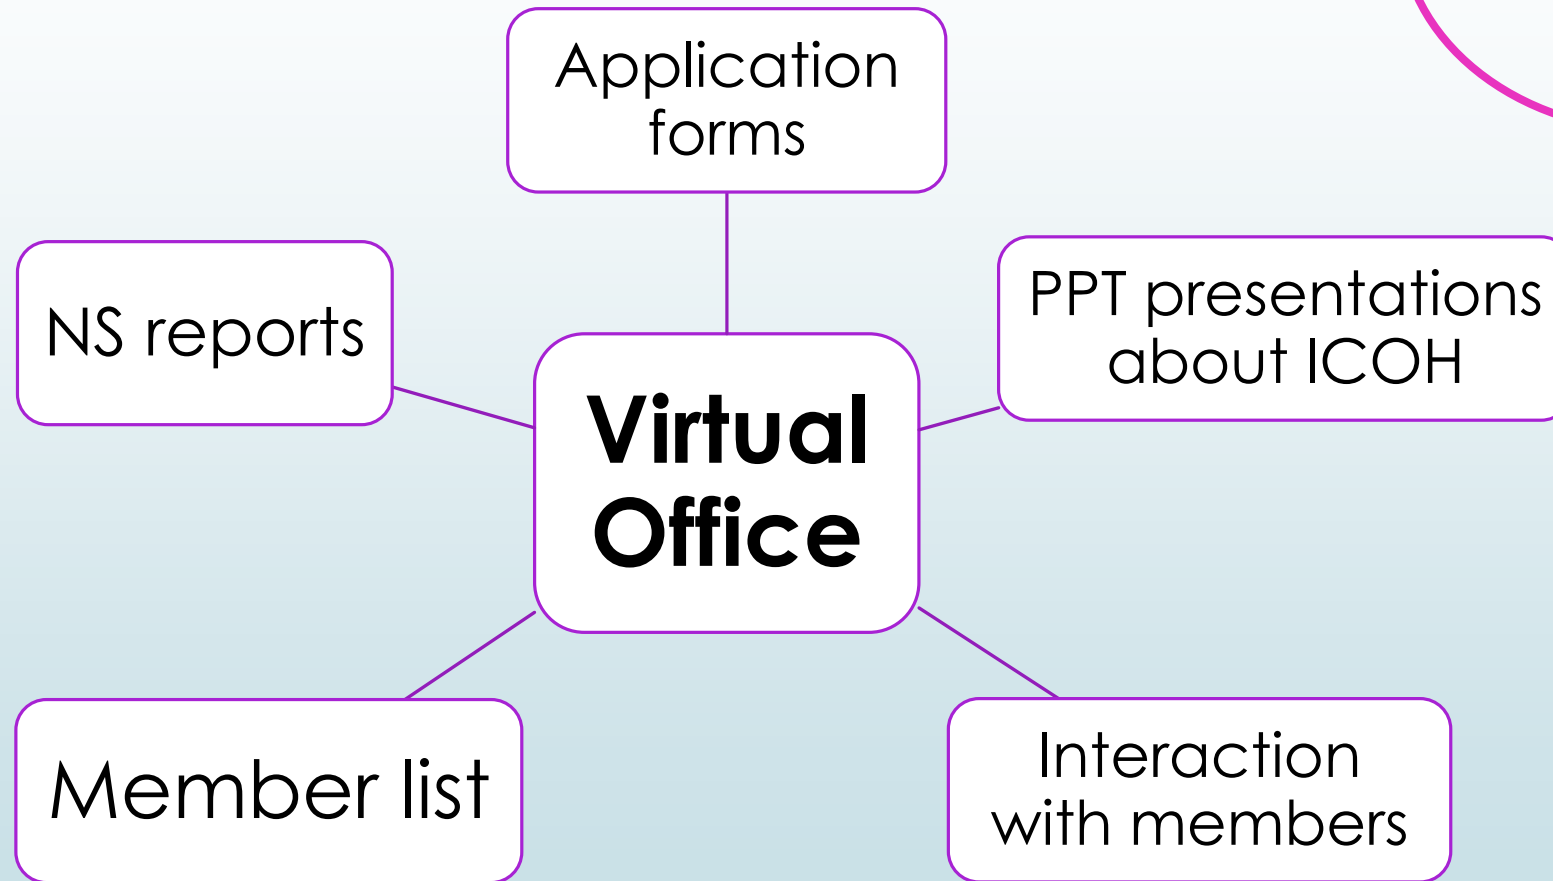 Application
forms
NS reports
PPT presentations
about ICOH
Virtual
Office
Member list
Interaction
with members